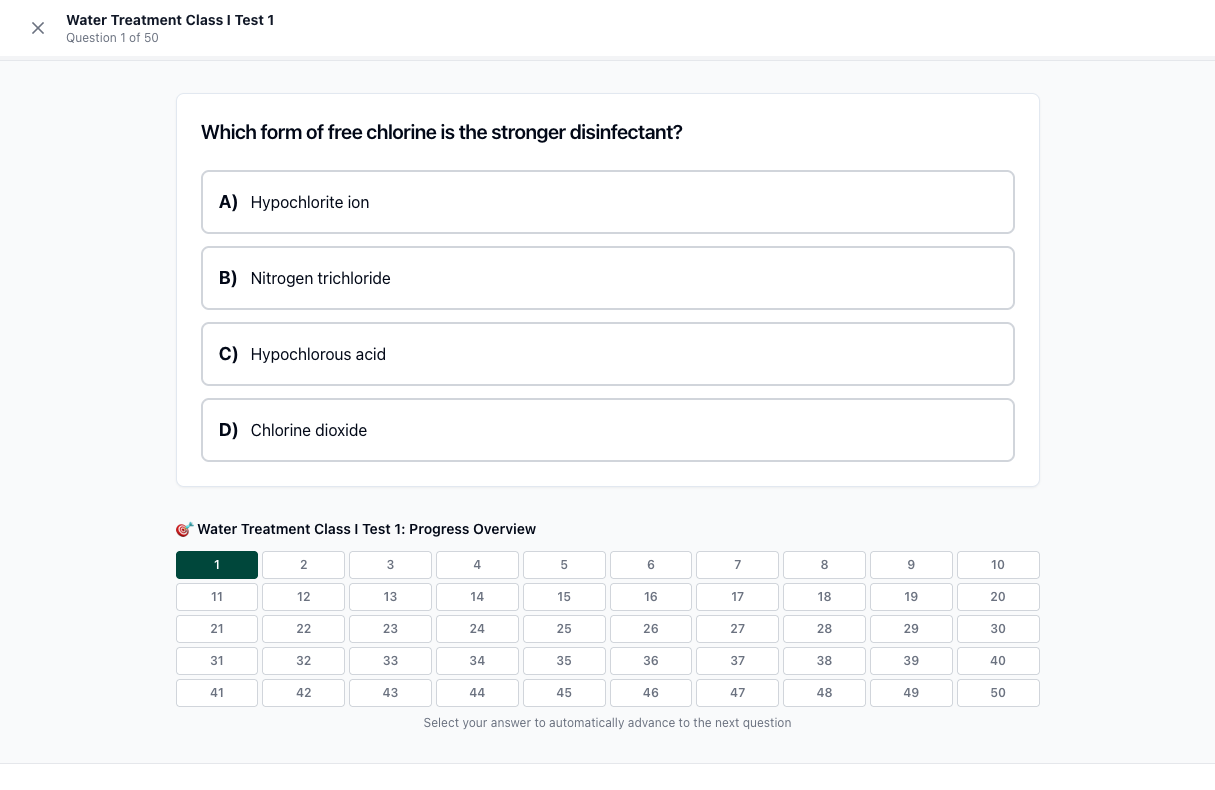 Water Treatment Class I Test 1
Question 1 of 50
Which form of free chlorine is the stronger disinfectant?
A) Hypochlorite ion
B) Nitrogen trichloride
C) Hypochlorous acid
D) Chlorine dioxide
🎯 Water Treatment Class I Test 1: Progress Overview
1 2 3 4 5 6 7 8 9 10
11 12 13 14 15 16 17 18 19 20
21 22 23 24 25 26 27 28 29 30
31 32 33 34 35 36 37 38 39 40
41 42 43 44 45 46 47 48 49 50
Select your answer to automatically advance to the next question